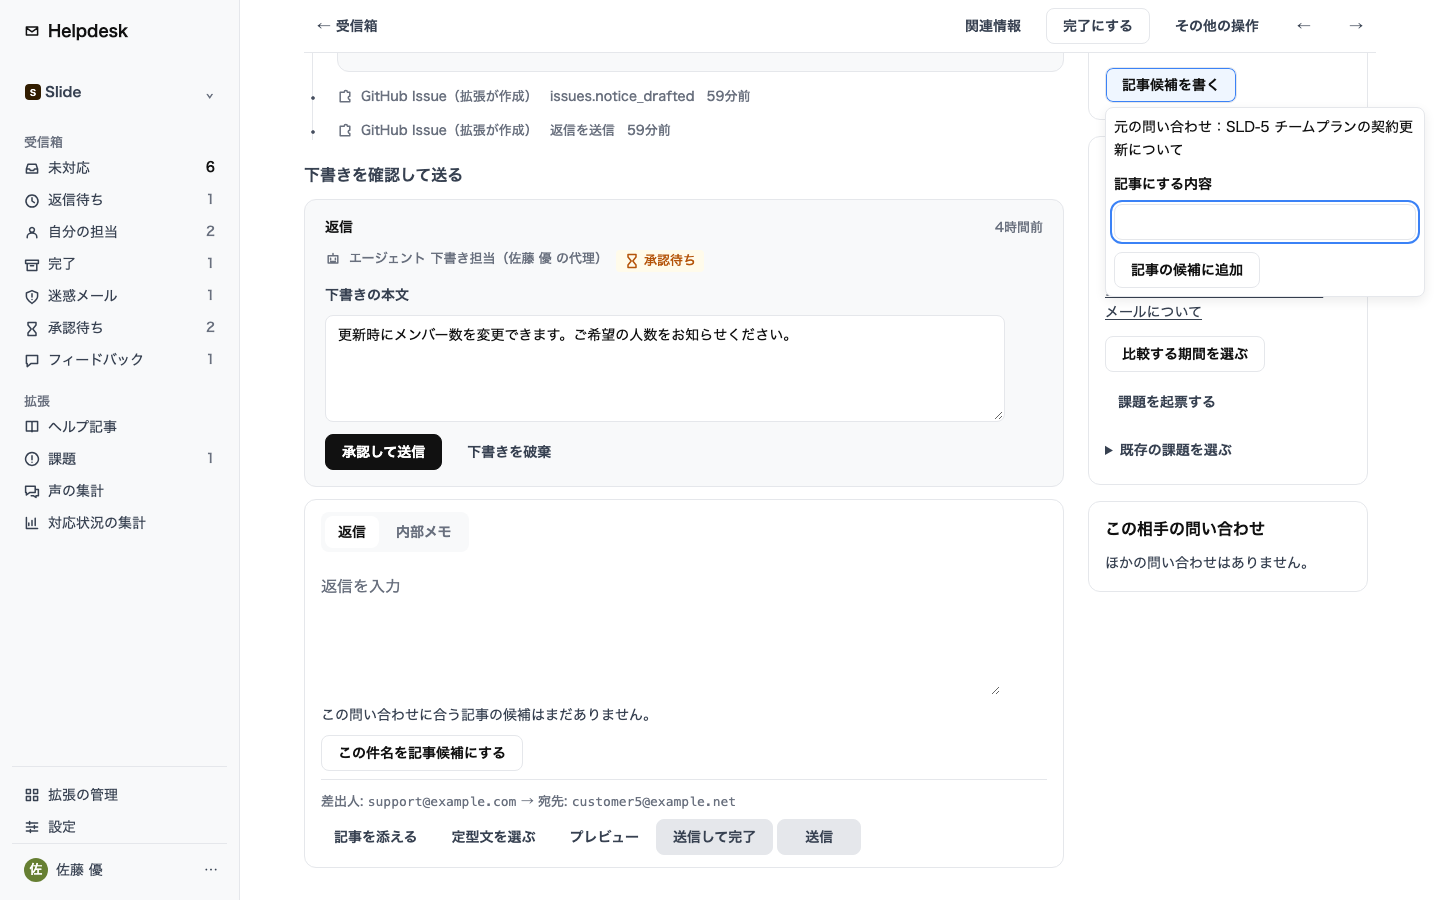 Helpdesk
S Slide
受信箱
未対応 6
返信待ち 1
自分の担当 2
完了 1
迷惑メール 1
承認待ち 2
フィードバック 1
拡張
ヘルプ記事
課題 1
声の集計
対応状況の集計
拡張の管理
設定
佐 佐藤 優 …
← 受信箱
関連情報 完了にする その他の操作 ← →
GitHub Issue（拡張が作成） issues.notice_drafted 59分前
GitHub Issue（拡張が作成） 返信を送信 59分前
下書きを確認して送る
返信 4時間前
エージェント 下書き担当（佐藤 優 の代理） 承認待ち
下書きの本文
更新時にメンバー数を変更できます。ご希望の人数をお知らせください。
承認して送信 下書きを破棄
返信 内部メモ
返信を入力
この問い合わせに合う記事の候補はまだありません。
この件名を記事候補にする
差出人: support@example.com → 宛先: customer5@example.net
記事を添える 定型文を選ぶ プレビュー 送信して完了 送信
記事候補を書く
元の問い合わせ：SLD-5 チームプランの契約更
新について
記事にする内容
記事の候補に追加
メールについて
比較する期間を選ぶ
課題を起票する
▶ 既存の課題を選ぶ
この相手の問い合わせ
ほかの問い合わせはありません。